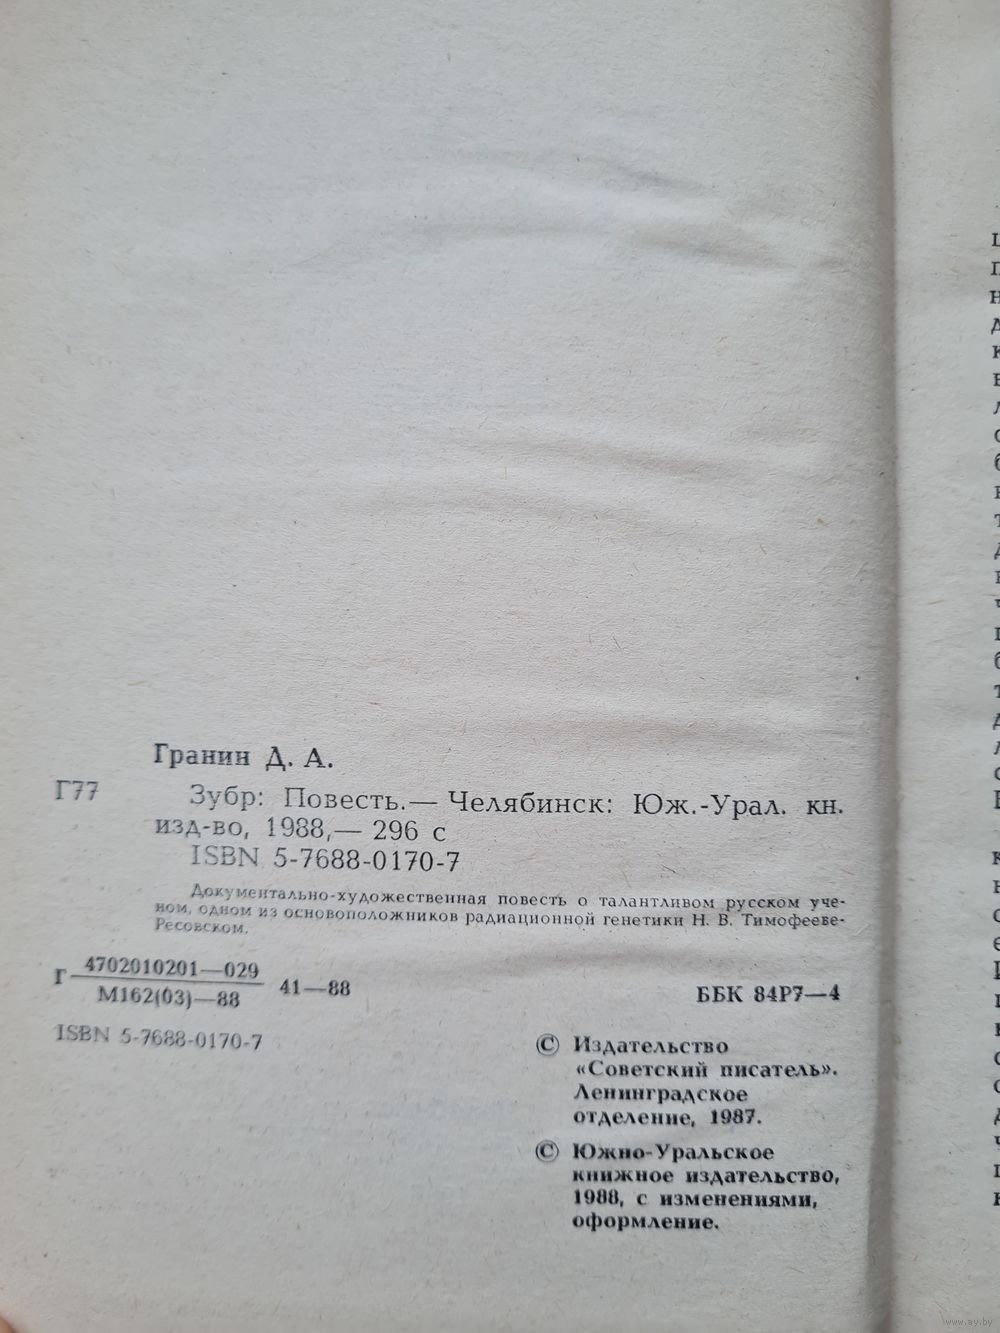 Гранин Д. А.
Г77
Зубр: Повесть.— Челябинск: Юж.-Урал. кн.
изд-во, 1988,— 296 с
ISBN 5-7688-0170-7
Документально-художественная повесть о талантливом русском уче-
ном, одном из основоположников радиационной генетики Н. В. Тимофееве-
Ресовском.
Г 4702010201—029
М162(03)—88
41—88
ББК 84Р7—4
ISBN 5-7688-0170-7
© Издательство
«Советский писатель».
Ленинградское
отделение, 1987.
© Южно-Уральское
книжное издательство,
1988, с изменениями,
оформление.
www.ay.by